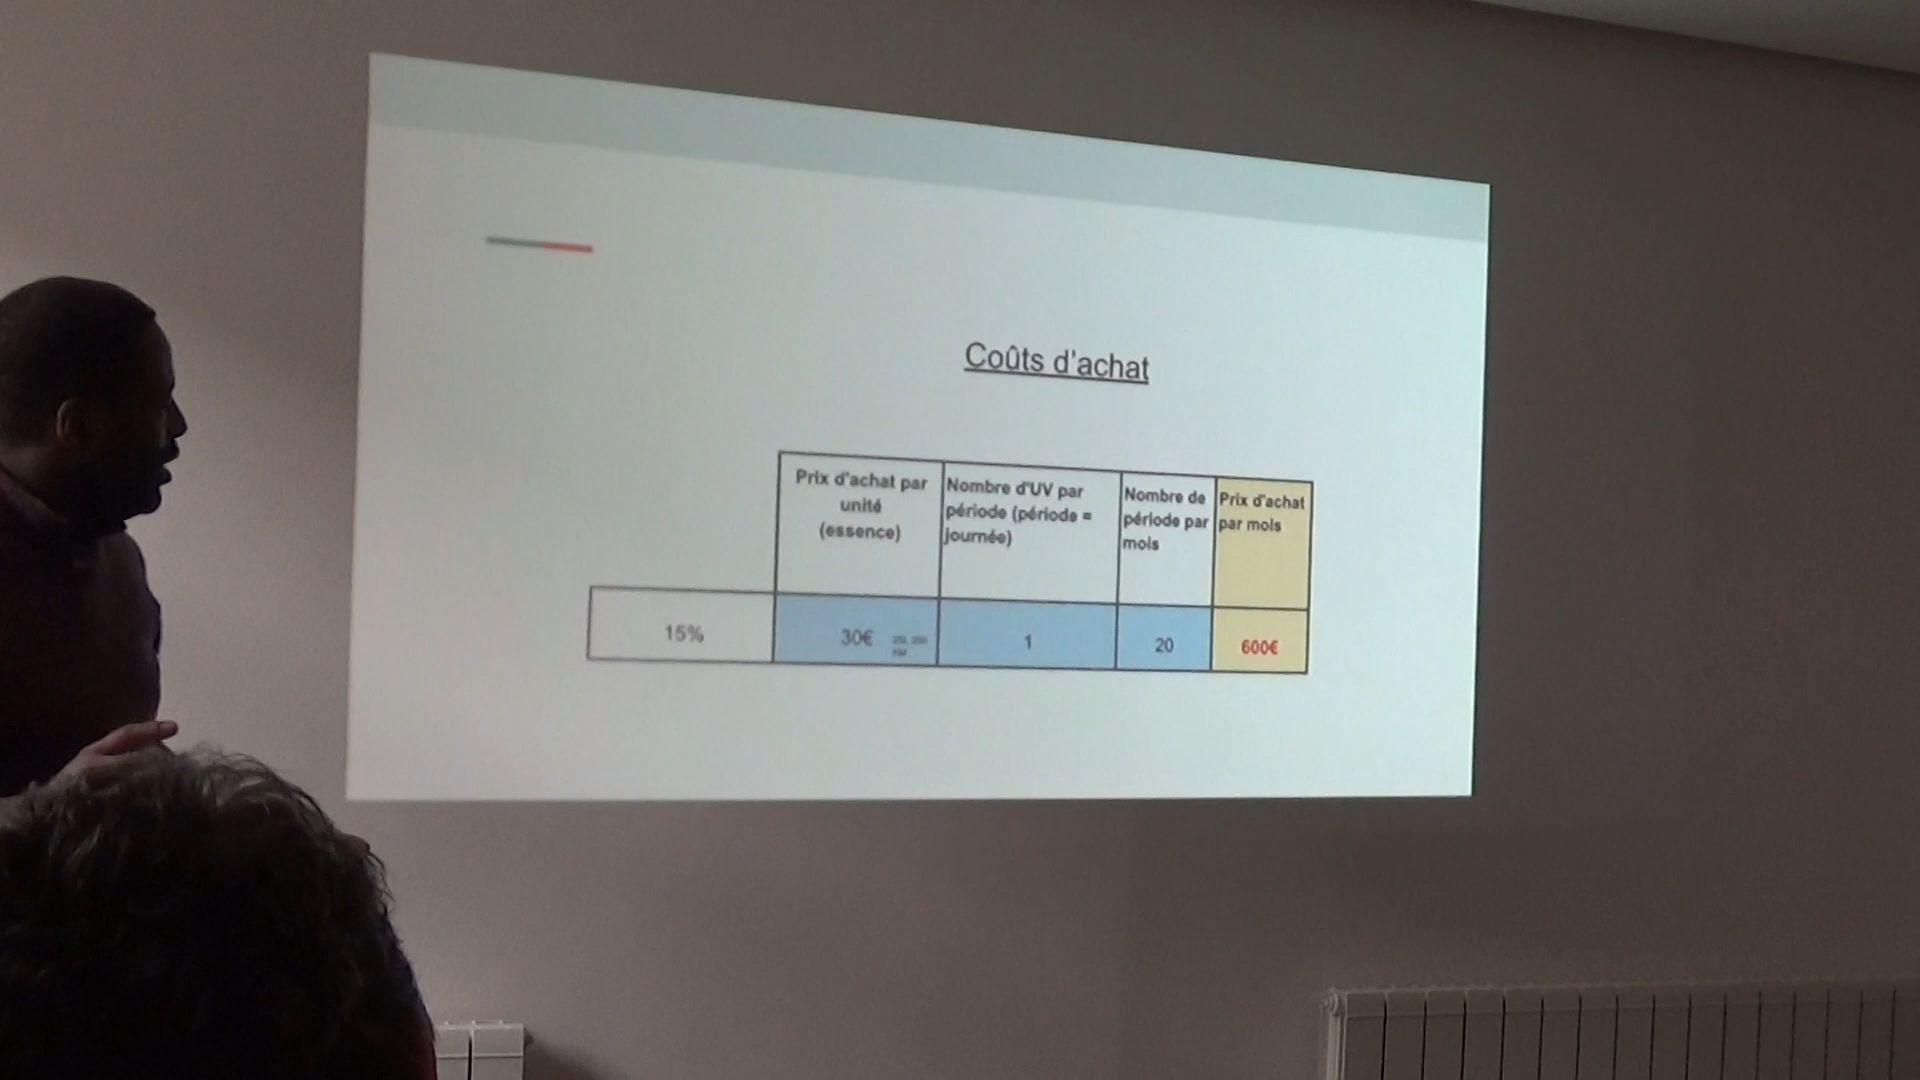 Coûts d'achat
Prix d'achat par
unité
(essence)
Nombre d'UV par
période (période =
journée)
Nombre de
période par
mois
Prix d'achat
par mois
15%
30€
1
20
600€